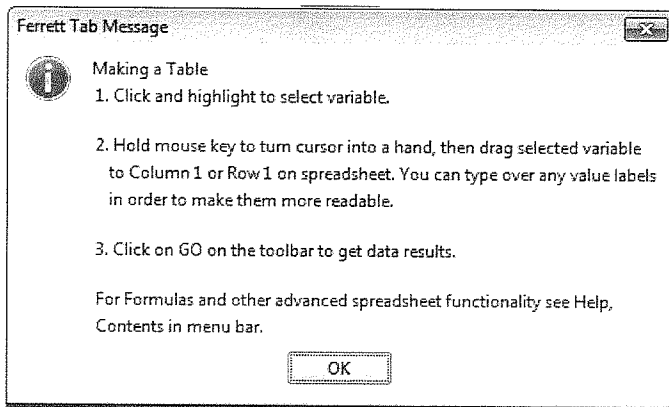 Ferrett Tab Message
Making a Table
1. Click and highlight to select variable.
2. Hold mouse key to turn cursor into a hand, then drag selected variable
to Column 1 or Row 1 on spreadsheet. You can type over any value labels
in order to make them more readable.
3. Click on GO on the toolbar to get data results.
For Formulas and other advanced spreadsheet functionality see Help,
Contents in menu bar.
OK